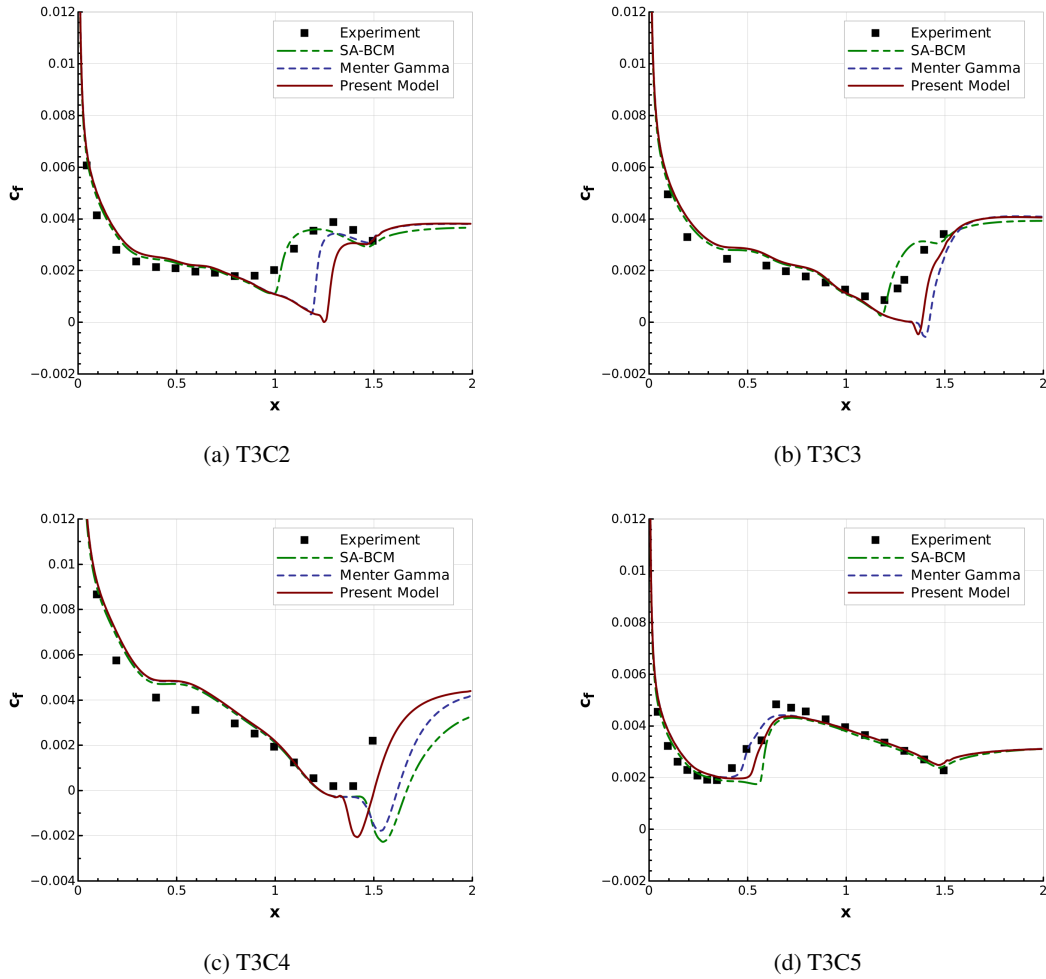 0.012
0.01
0.008
0.006
0.004
0.002
0
−0.002
c_f
0 0.5 1 1.5 2
x
Experiment
SA-BCM
Menter Gamma
Present Model
(a) T3C2
0.012
0.01
0.008
0.006
0.004
0.002
0
−0.002
c_f
0 0.5 1 1.5 2
x
Experiment
SA-BCM
Menter Gamma
Present Model
(b) T3C3
0.012
0.01
0.008
0.006
0.004
0.002
0
−0.002
−0.004
c_f
0 0.5 1 1.5 2
x
Experiment
SA-BCM
Menter Gamma
Present Model
(c) T3C4
0.012
0.01
0.008
0.006
0.004
0.002
0
−0.002
c_f
0 0.5 1 1.5 2
x
Experiment
SA-BCM
Menter Gamma
Present Model
(d) T3C5